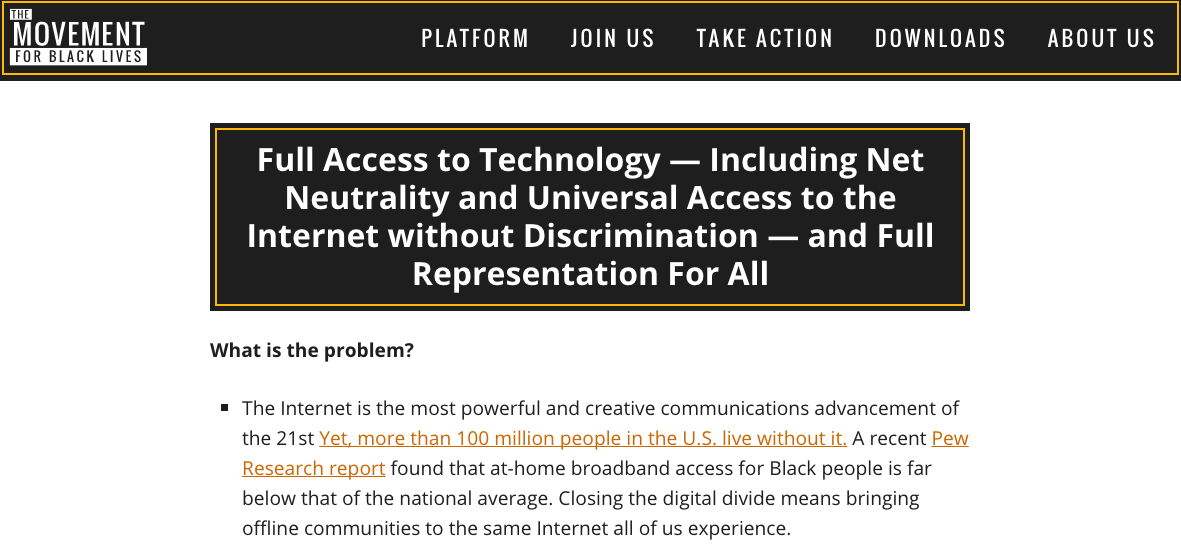 THE
MOVEMENT
FOR BLACK LIVES
PLATFORM JOIN US TAKE ACTION DOWNLOADS ABOUT US
Full Access to Technology — Including Net
Neutrality and Universal Access to the
Internet without Discrimination — and Full
Representation For All
What is the problem?
▪ The Internet is the most powerful and creative communications advancement of
the 21st Yet, more than 100 million people in the U.S. live without it. A recent Pew
Research report found that at-home broadband access for Black people is far
below that of the national average. Closing the digital divide means bringing
offline communities to the same Internet all of us experience.